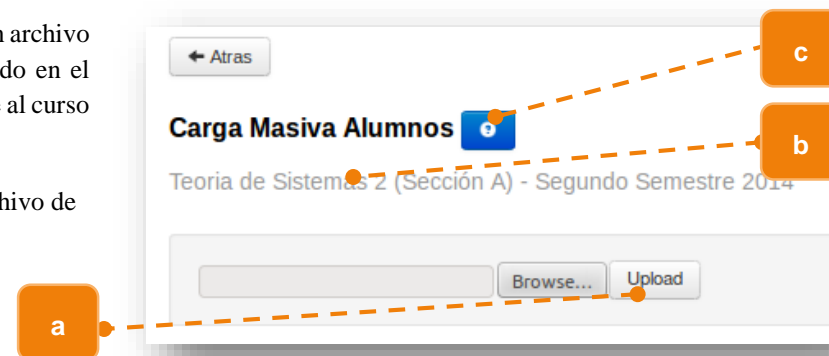 n archivo
do en el
e al curso
hivo de
Atras
c
Carga Masiva Alumnos
b
Teoria de Sistemas 2 (Sección A) - Segundo Semestre 2014
Browse... Upload
a